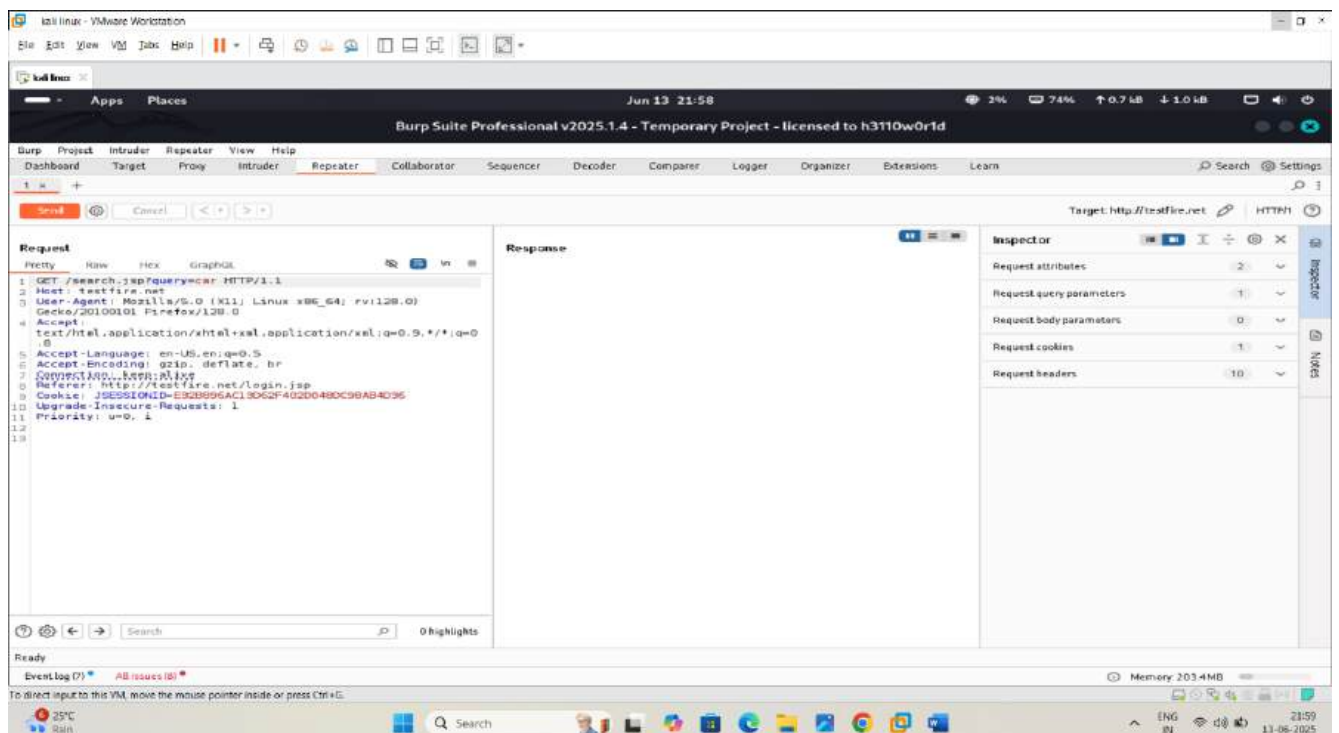 kali linux - VMware Workstation
File Edit View VM Tabs Help
kali linux
Apps Places Jun 13 21:58 2% 74% 0.7 kB 1.0 kB
Burp Suite Professional v2025.1.4 - Temporary Project - licensed to h3110w0r1d
Burp Project Intruder Repeater View Help
Dashboard Target Proxy Intruder Repeater Collaborator Sequencer Decoder Comparer Logger Organizer Extensions Learn Search Settings
1 × +
Send Cancel < >
Target: http://testfire.net HTTP/1
Request
Pretty Raw Hex GraphQL \n
1 GET /search.jsp?query=car HTTP/1.1
2 Host: testfire.net
3 User-Agent: Mozilla/5.0 (X11; Linux x86_64; rv:128.0)
Gecko/20100101 Firefox/128.0
4 Accept:
text/html,application/xhtml+xml,application/xml;q=0.9,*/*;q=0
.8
5 Accept-Language: en-US,en;q=0.5
6 Accept-Encoding: gzip, deflate, br
7 Connection: keep-alive
8 Referer: http://testfire.net/login.jsp
9 Cookie: JSESSIONID=
10 Upgrade-Insecure-Requests: 1
11 Priority: u=0, i
12
13
Search 0 highlights
Response
Inspector
Request attributes 2
Request query parameters 1
Request body parameters 0
Request cookies 1
Request headers 10
Inspector
Notes
Ready
Event log (7) All issues (8) Memory: 203.4MB
To direct input to this VM, move the mouse pointer inside or press Ctrl+G.
25°C
Rain
Search
ENG
IN
21:59
13-06-2025